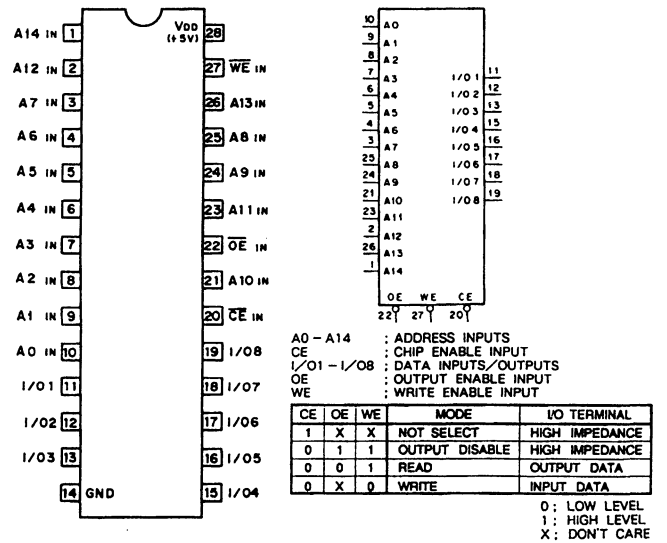 A14 IN 1
VDD (+5V) 28
A12 IN 2
27 WE IN
A7 IN 3
26 A13 IN
A6 IN 4
25 A8 IN
A5 IN 5
24 A9 IN
A4 IN 6
23 A11 IN
A3 IN 7
22 OE IN
A2 IN 8
21 A10 IN
A1 IN 9
20 CE IN
A0 IN 10
19 I/O8
I/O1 11
18 I/O7
I/O2 12
17 I/O6
I/O3 13
16 I/O5
14 GND
15 I/O4
10 A0
9 A1
8 A2
7 A3
6 A4
5 A5
4 A6
3 A7
25 A8
24 A9
21 A10
23 A11
2 A12
26 A13
1 A14
I/O1 11
I/O2 12
I/O3 13
I/O4 15
I/O5 16
I/O6 17
I/O7 18
I/O8 19
OE WE CE
22 27 20
A0 - A14 : ADDRESS INPUTS
CE : CHIP ENABLE INPUT
I/O1 - I/O8 : DATA INPUTS/OUTPUTS
OE : OUTPUT ENABLE INPUT
WE : WRITE ENABLE INPUT
CE OE WE MODE I/O TERMINAL
1 X X NOT SELECT HIGH IMPEDANCE
0 1 1 OUTPUT DISABLE HIGH IMPEDANCE
0 0 1 READ OUTPUT DATA
0 X 0 WRITE INPUT DATA
0 ; LOW LEVEL
1 ; HIGH LEVEL
X ; DON'T CARE